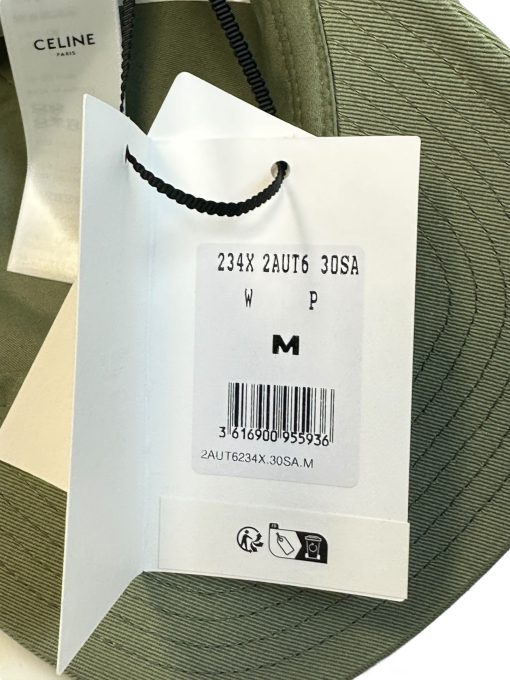 CELINE
PARIS
234X 2AUT6 30SA
W P
M
3 616900 955936
2AUT6234X.30SA.M